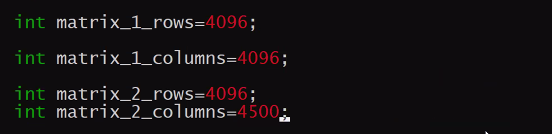 int matrix_1_rows=4096;
int matrix_1_columns=4096;
int matrix_2_rows=4096;
int matrix_2_columns=4500;